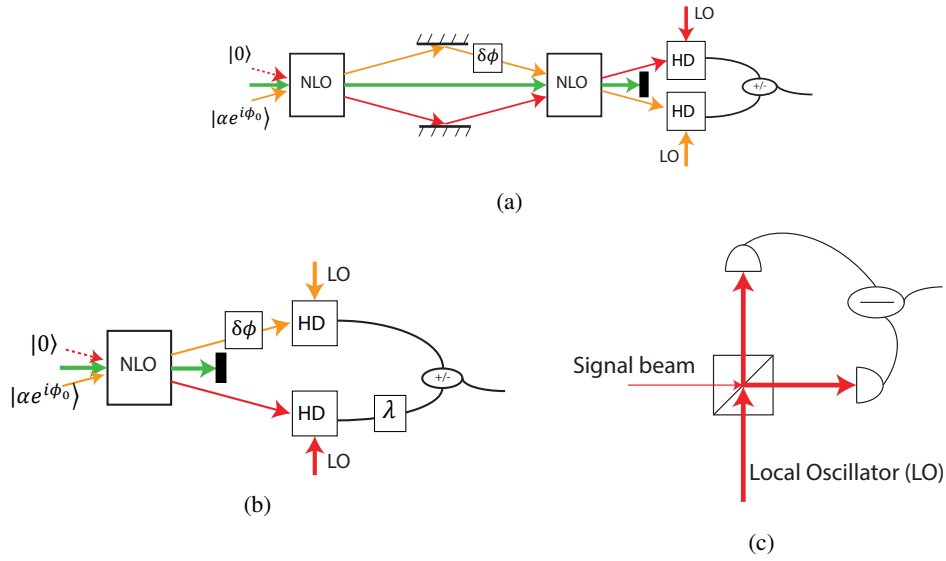 LO
|0⟩
NLO
δϕ
NLO
HD
+/-
|αe^{iϕ₀}⟩
HD
LO
(a)
LO
δϕ
HD
|0⟩
NLO
+/-
|αe^{iϕ₀}⟩
HD
λ
LO
(b)
Signal beam
Local Oscillator (LO)
(c)